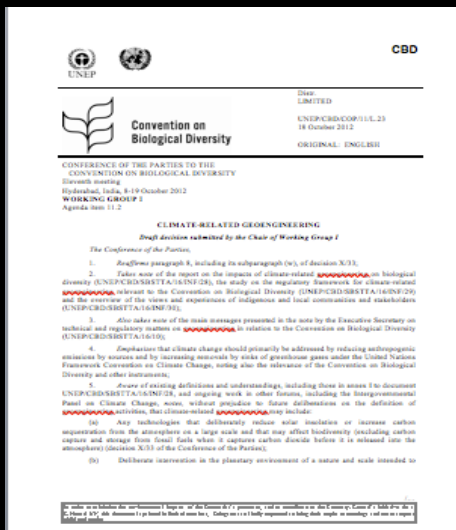 CBD
UNEP
Distr.
LIMITED
UNEP/CBD/COP/11/L.23
18 October 2012
ORIGINAL: ENGLISH
Convention on
Biological Diversity
CONFERENCE OF THE PARTIES TO THE
CONVENTION ON BIOLOGICAL DIVERSITY
Eleventh meeting
Hyderabad, India, 8-19 October 2012
WORKING GROUP I
Agenda item 11.2
CLIMATE-RELATED GEOENGINEERING
Draft decision submitted by the Chair of Working Group I
The Conference of the Parties,
1. Reaffirms paragraph 8, including its subparagraph (w), of decision X/33;
2. Takes note of the report on the impacts of climate-related geoengineering on biological
diversity (UNEP/CBD/SBSTTA/16/INF/28), the study on the regulatory framework for climate-related
geoengineering relevant to the Convention on Biological Diversity (UNEP/CBD/SBSTTA/16/INF/29)
and the overview of the views and experiences of indigenous and local communities and stakeholders
(UNEP/CBD/SBSTTA/16/INF/30);
3. Also takes note of the main messages presented in the note by the Executive Secretary on
technical and regulatory matters on geoengineering in relation to the Convention on Biological Diversity
(UNEP/CBD/SBSTTA/16/10);
4. Emphasizes that climate change should primarily be addressed by reducing anthropogenic
emissions by sources and by increasing removals by sinks of greenhouse gases under the United Nations
Framework Convention on Climate Change, noting also the relevance of the Convention on Biological
Diversity and other instruments;
5. Aware of existing definitions and understandings, including those in annex I to document
UNEP/CBD/SBSTTA/16/INF/28, and ongoing work in other forums, including the Intergovernmental
Panel on Climate Change, notes, without prejudice to future deliberations on the definition of
geoengineering activities, that climate-related geoengineering may include:
(a) Any technologies that deliberately reduce solar insolation or increase carbon
sequestration from the atmosphere on a large scale and that may affect biodiversity (excluding carbon
capture and storage from fossil fuels when it captures carbon dioxide before it is released into the
atmosphere) (decision X/33 of the Conference of the Parties);
(b) Deliberate intervention in the planetary environment of a nature and scale intended to